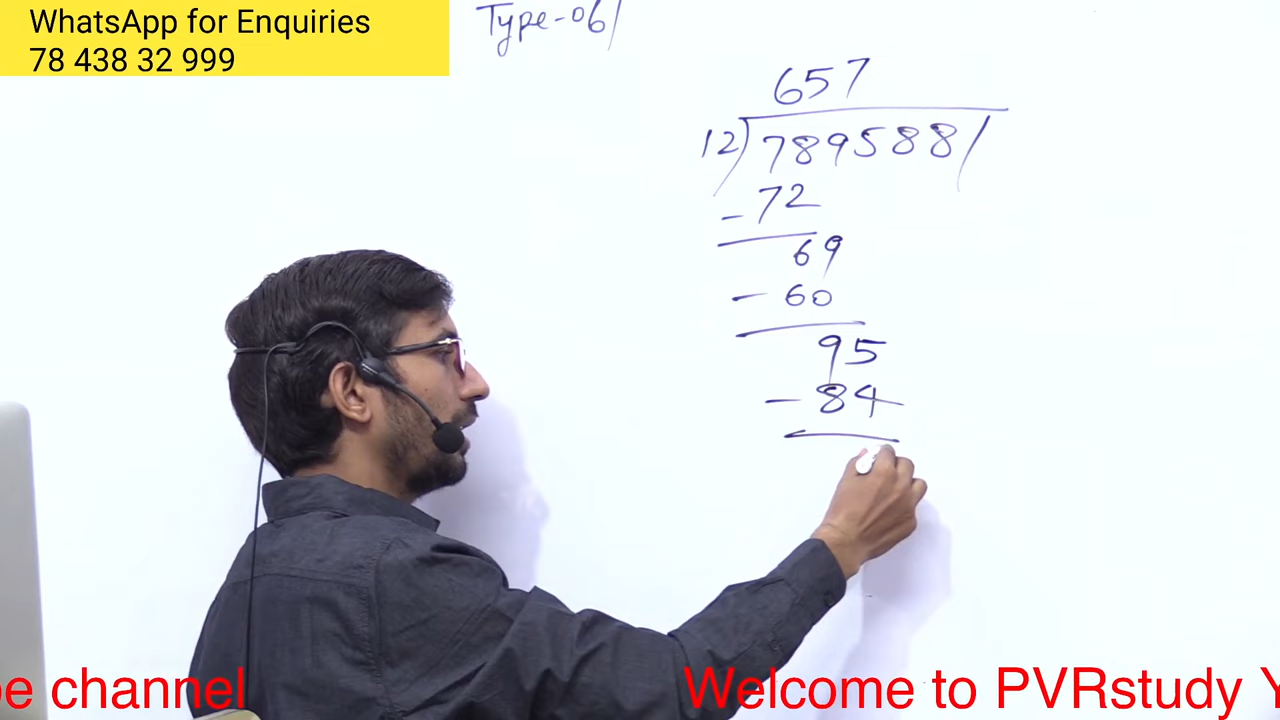 WhatsApp for Enquiries
78 438 32 999
Type-06/
657
12)789588/
-72
69
-60
95
-84
be channel
Welcome to PVRstudy Y